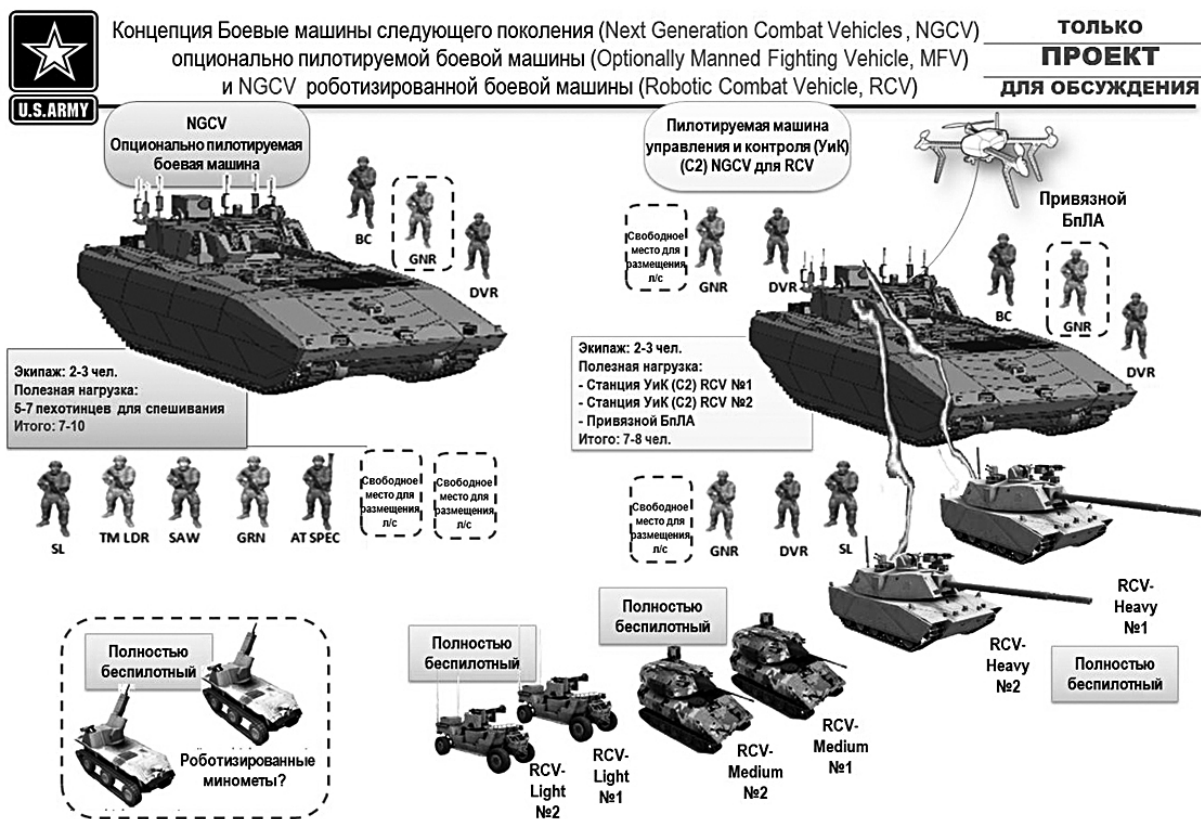 Концепция Боевые машины следующего поколения (Next Generation Combat Vehicles, NGCV)
опционально пилотируемой боевой машины (Optionally Manned Fighting Vehicle, MFV)
и NGCV роботизированной боевой машины (Robotic Combat Vehicle, RCV)
ТОЛЬКО
ПРОЕКТ
ДЛЯ ОБСУЖДЕНИЯ
U.S.ARMY
NGCV
Опционально пилотируемая
боевая машина
BC
GNR
DVR
Экипаж: 2-3 чел.
Полезная нагрузка:
5-7 пехотинцев для спешивания
Итого: 7-10
SL
TM LDR
SAW
GRN
AT SPEC
Свободное
место для
размещения
л/с
Свободное
место для
размещения
л/с
Пилотируемая машина
управления и контроля (УиК)
(C2) NGCV для RCV
Привязной
БпЛА
Свободное
место для
размещения
л/с
GNR
DVR
BC
GNR
DVR
Экипаж: 2-3 чел.
Полезная нагрузка:
- Станция УиК (C2) RCV №1
- Станция УиК (C2) RCV №2
- Привязной БпЛА
Итого: 7-8 чел.
Свободное
место для
размещения
л/с
GNR
DVR
SL
RCV-
Heavy
№1
RCV-
Heavy
№2
Полностью
беспилотный
Полностью
беспилотный
RCV-
Medium
№1
RCV-
Medium
№2
Полностью
беспилотный
RCV-
Light
№1
RCV-
Light
№2
Полностью
беспилотный
Роботизированные
минометы?